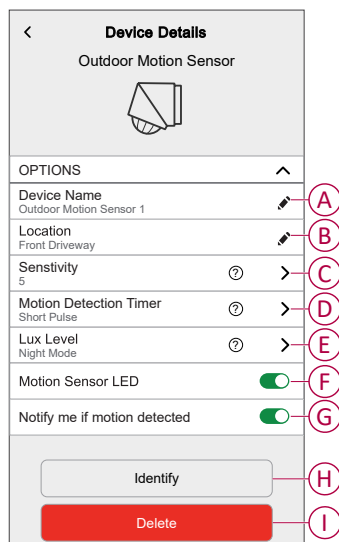 Device Details
Outdoor Motion Sensor
OPTIONS
Device Name
Outdoor Motion Sensor 1
A
Location
Front Driveway
B
Senstivity
5
?
C
Motion Detection Timer
Short Pulse
?
D
Lux Level
Night Mode
?
E
Motion Sensor LED
F
Notify me if motion detected
G
Identify
H
Delete
I